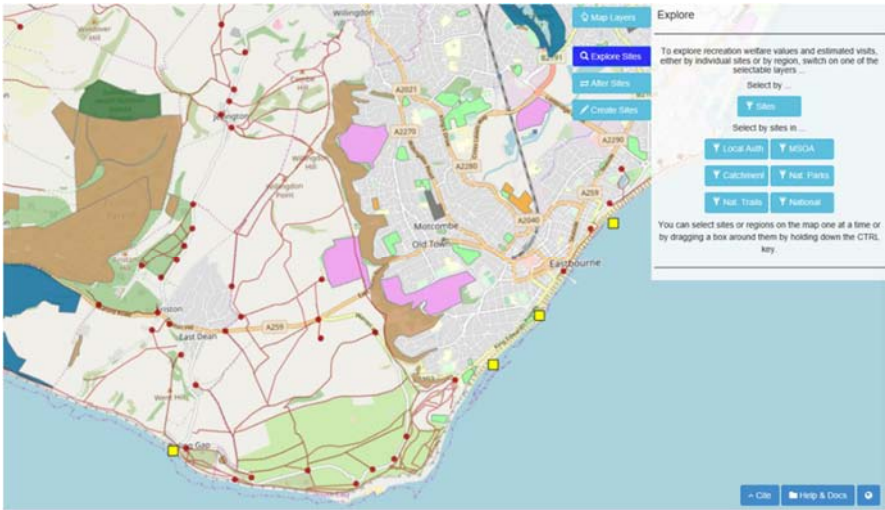 Willingdon
Map Layers
Explore
B2191
To explore recreation welfare values and estimated visits,
either by individual sites or by region, switch on one of the
selectable layers ...
Explore Sites
A2021
Select by ...
Alter Sites
Sites
Create Sites
Select by sites in ...
A2270
A2290
Local Auth
MSOA
A2280
Catchment
Nat. Parks
Willingdon
Point
A259
Nat. Trails
National
A2040
Motcombe
You can select sites or regions on the map one at a time or
by dragging a box around them by holding down the CTRL
key.
Old Town
Eastbourne
Friston
A259
East Dean
Cite
Help & Docs